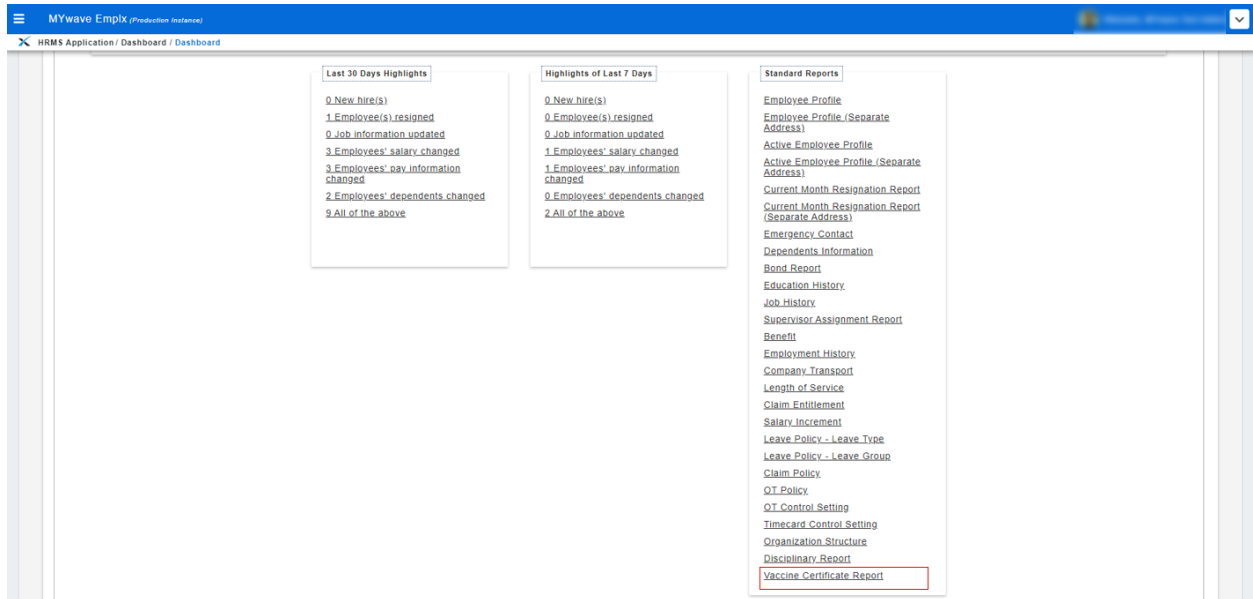 MYwave Emplx (Production Instance)
HRMS Application / Dashboard / Dashboard
Last 30 Days Highlights
0 New hire(s)
1 Employee(s) resigned
0 Job information updated
3 Employees' salary changed
3 Employees' pay information
changed
2 Employees' dependents changed
9 All of the above
Highlights of Last 7 Days
0 New hire(s)
0 Employee(s) resigned
0 Job information updated
1 Employees' salary changed
1 Employees' pay information
changed
0 Employees' dependents changed
2 All of the above
Standard Reports
Employee Profile
Employee Profile (Separate
Address)
Active Employee Profile
Active Employee Profile (Separate
Address)
Current Month Resignation Report
Current Month Resignation Report
(Separate Address)
Emergency Contact
Dependents Information
Bond Report
Education History
Job History
Supervisor Assignment Report
Benefit
Employment History
Company Transport
Length of Service
Claim Entitlement
Salary Increment
Leave Policy - Leave Type
Leave Policy - Leave Group
Claim Policy
OT Policy
OT Control Setting
Timecard Control Setting
Organization Structure
Disciplinary Report
Vaccine Certificate Report